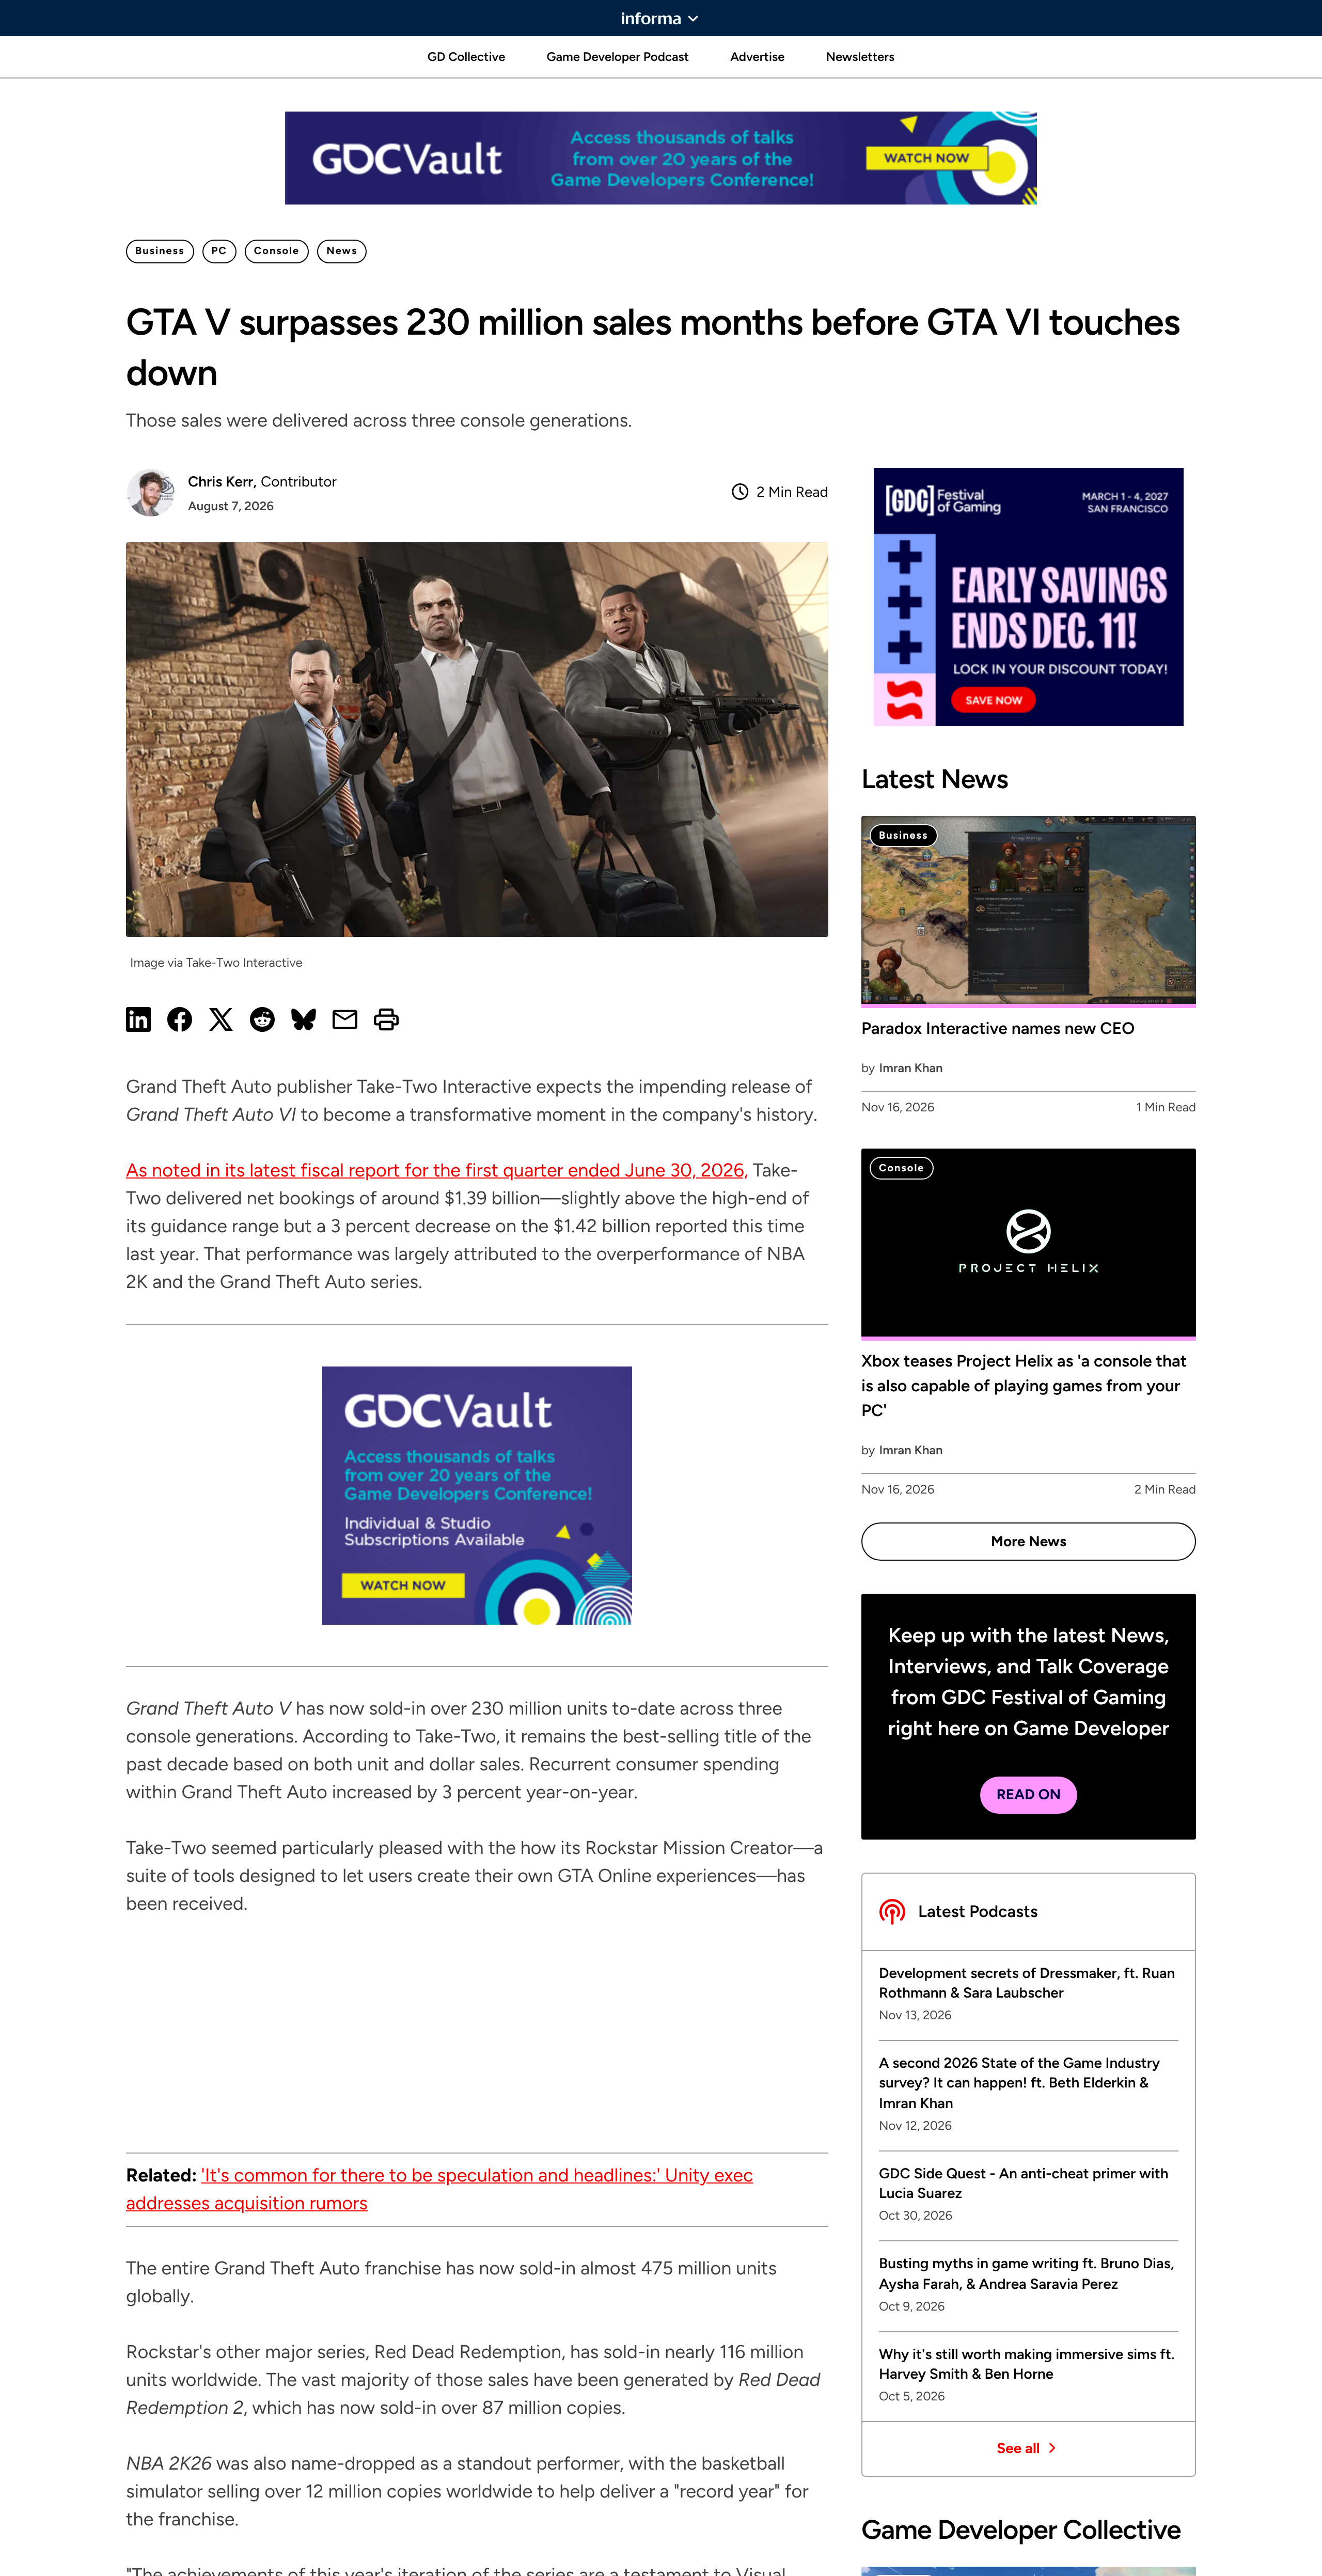 informa
GD Collective
Game Developer Podcast
Advertise
Newsletters
GDCVault
Access thousands of talks
from over 20 years of the
Game Developers Conference!
WATCH NOW
Business
PC
Console
News
GTA V surpasses 230 million sales months before GTA VI touches
down
Those sales were delivered across three console generations.
Chris Kerr, Contributor
August 7, 2026
2 Min Read
Image via Take-Two Interactive
Grand Theft Auto publisher Take-Two Interactive expects the impending release of
Grand Theft Auto VI to become a transformative moment in the company's history.
As noted in its latest fiscal report for the first quarter ended June 30, 2026, Take-
Two delivered net bookings of around $1.39 billion—slightly above the high-end of
its guidance range but a 3 percent decrease on the $1.42 billion reported this time
last year. That performance was largely attributed to the overperformance of NBA
2K and the Grand Theft Auto series.
GDCVault
Access thousands of talks
from over 20 years of the
Game Developers Conference!
Individual & Studio
Subscriptions Available
WATCH NOW
Grand Theft Auto V has now sold-in over 230 million units to-date across three
console generations. According to Take-Two, it remains the best-selling title of the
past decade based on both unit and dollar sales. Recurrent consumer spending
within Grand Theft Auto increased by 3 percent year-on-year.
Take-Two seemed particularly pleased with the how its Rockstar Mission Creator—a
suite of tools designed to let users create their own GTA Online experiences—has
been received.
Related: 'It's common for there to be speculation and headlines:' Unity exec
addresses acquisition rumors
The entire Grand Theft Auto franchise has now sold-in almost 475 million units
globally.
Rockstar's other major series, Red Dead Redemption, has sold-in nearly 116 million
units worldwide. The vast majority of those sales have been generated by Red Dead
Redemption 2, which has now sold-in over 87 million copies.
NBA 2K26 was also name-dropped as a standout performer, with the basketball
simulator selling over 12 million copies worldwide to help deliver a "record year" for
the franchise.
"The achievements of this year's iteration of the series are a testament to Visual
[GDC] Festival
of Gaming
MARCH 1 - 4, 2027
SAN FRANCISCO
EARLY SAVINGS
ENDS DEC. 11!
LOCK IN YOUR DISCOUNT TODAY!
SAVE NOW
Latest News
Business
Paradox Interactive names new CEO
by Imran Khan
Nov 16, 2026
1 Min Read
Console
PROJECT HELIX
Xbox teases Project Helix as 'a console that
is also capable of playing games from your
PC'
by Imran Khan
Nov 16, 2026
2 Min Read
More News
Keep up with the latest News,
Interviews, and Talk Coverage
from GDC Festival of Gaming
right here on Game Developer
READ ON
Latest Podcasts
Development secrets of Dressmaker, ft. Ruan
Rothmann & Sara Laubscher
Nov 13, 2026
A second 2026 State of the Game Industry
survey? It can happen! ft. Beth Elderkin &
Imran Khan
Nov 12, 2026
GDC Side Quest - An anti-cheat primer with
Lucia Suarez
Oct 30, 2026
Busting myths in game writing ft. Bruno Dias,
Aysha Farah, & Andrea Saravia Perez
Oct 9, 2026
Why it's still worth making immersive sims ft.
Harvey Smith & Ben Horne
Oct 5, 2026
See all
Game Developer Collective